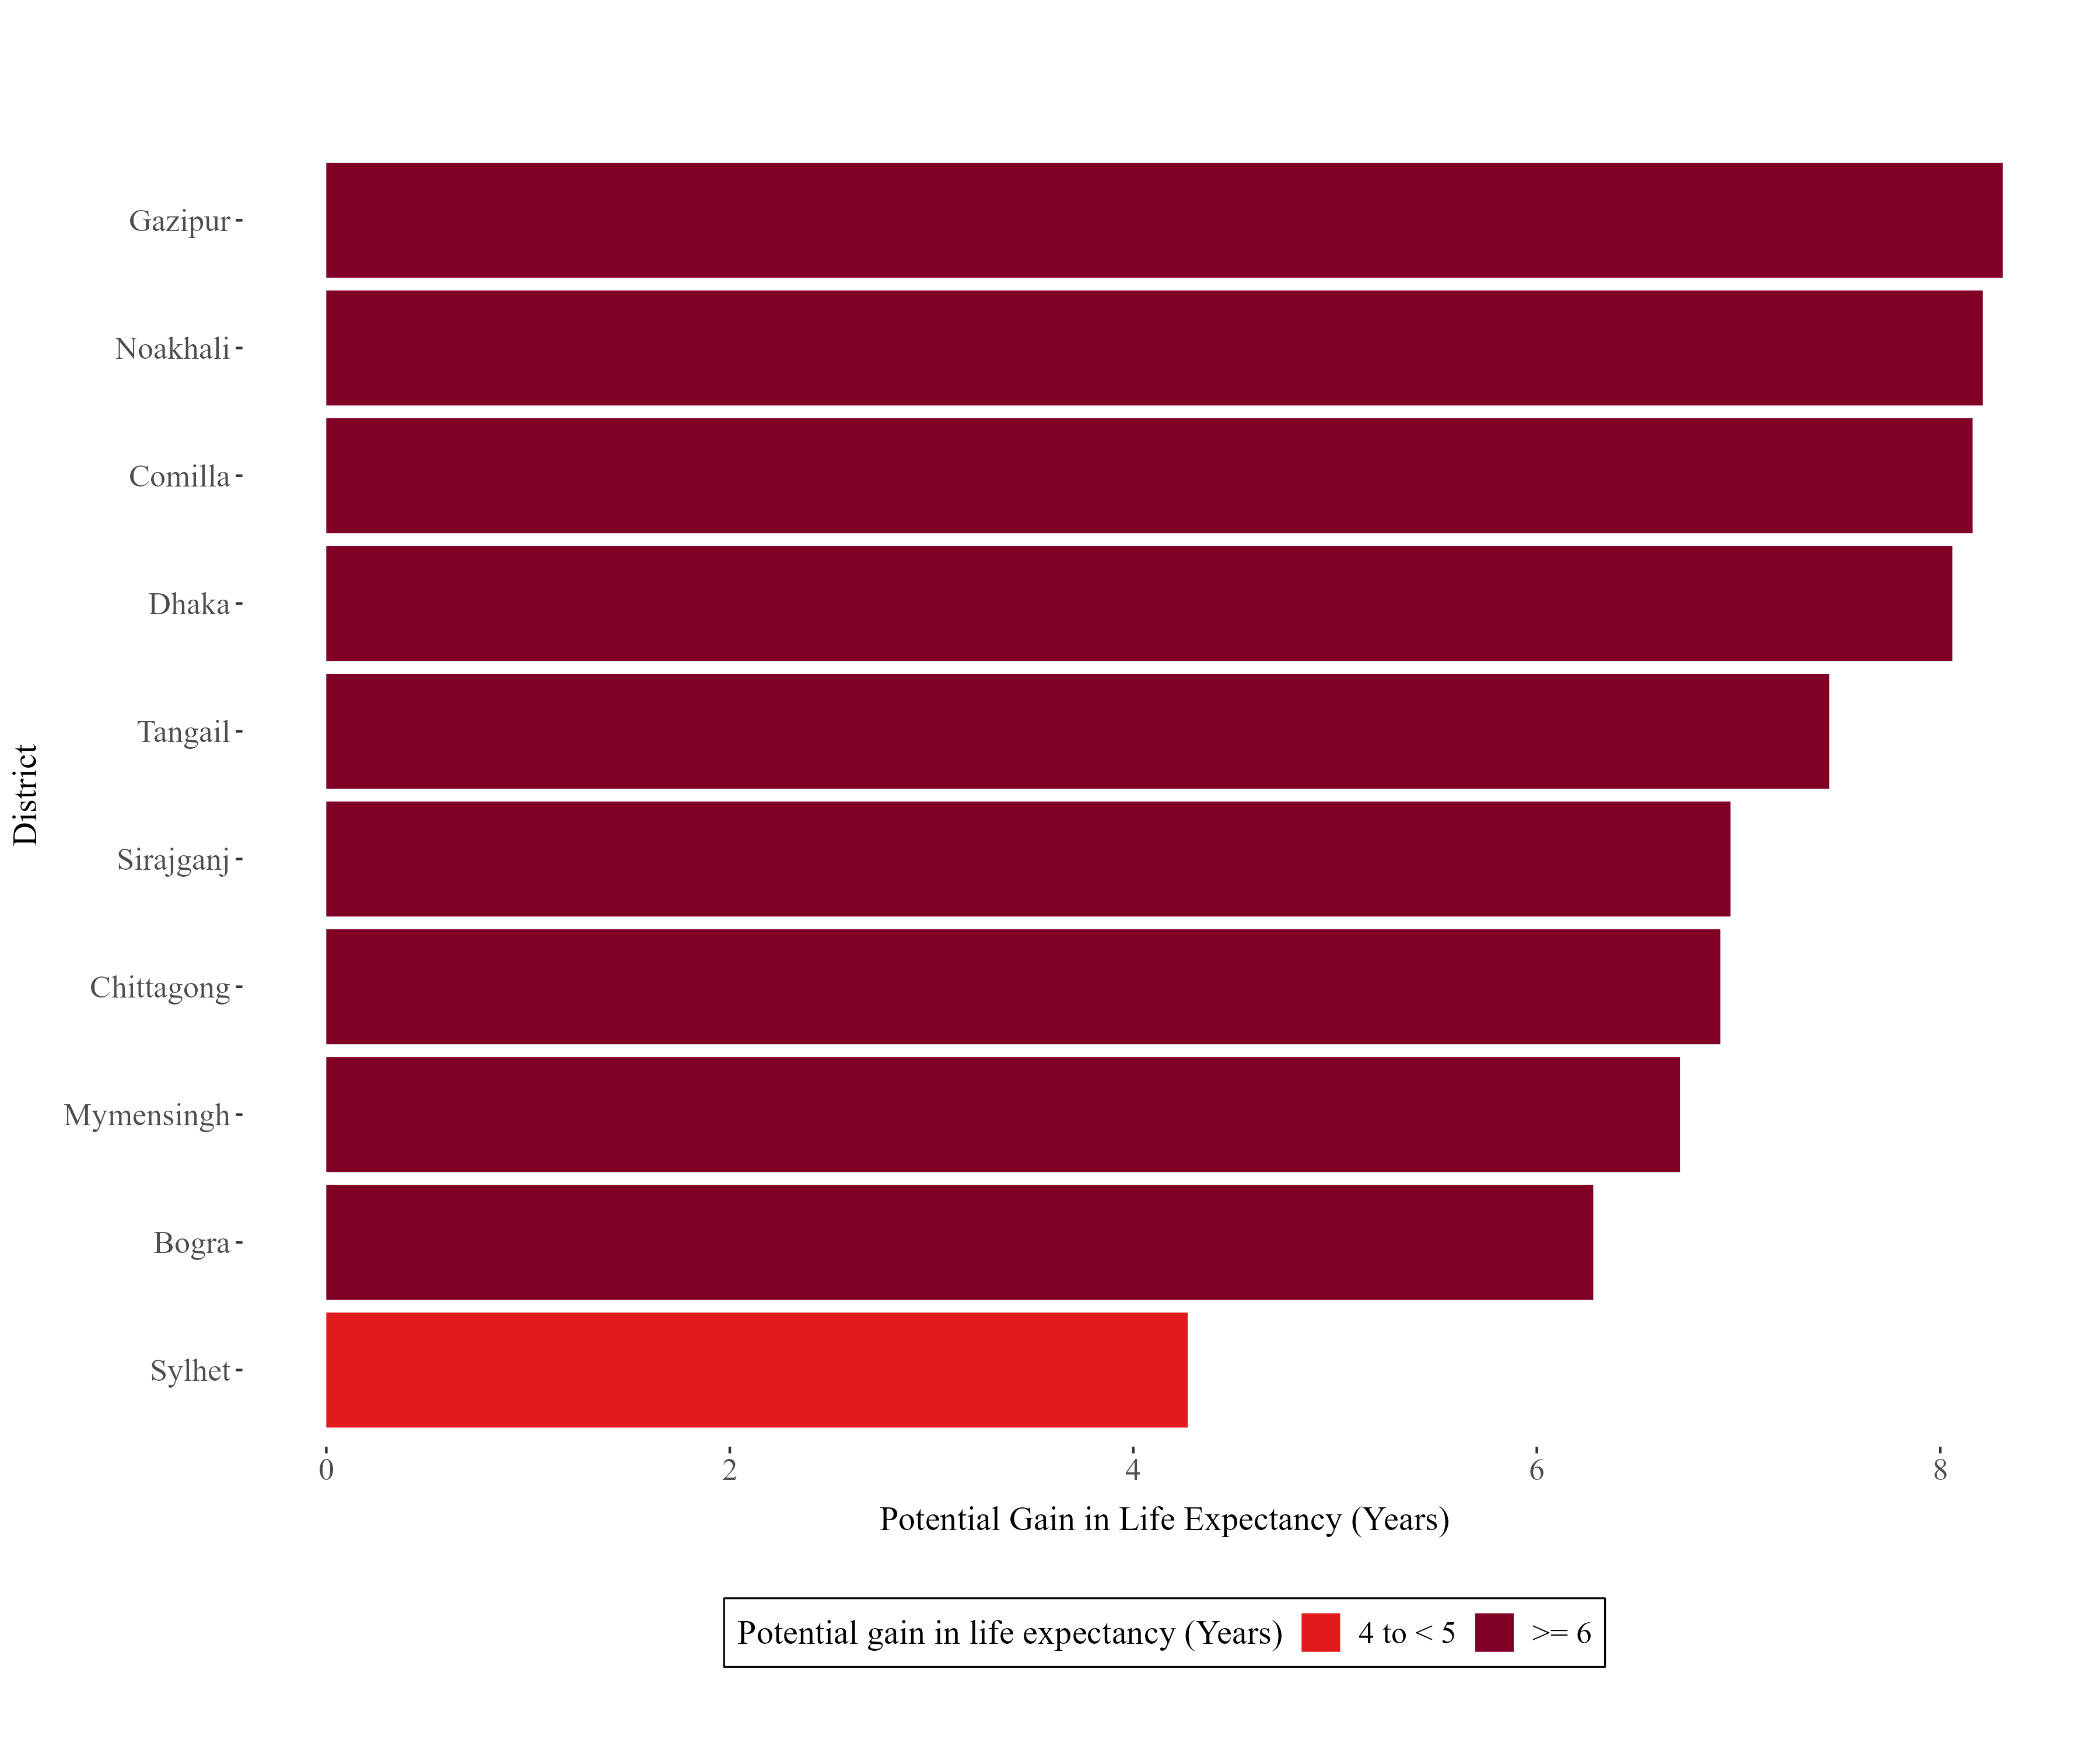 Gazipur
Noakhali
Comilla
Dhaka
Tangail
Sirajganj
Chittagong
Mymensingh
Bogra
Sylhet
District
0 2 4 6 8
Potential Gain in Life Expectancy (Years)
Potential gain in life expectancy (Years) 4 to < 5 >= 6